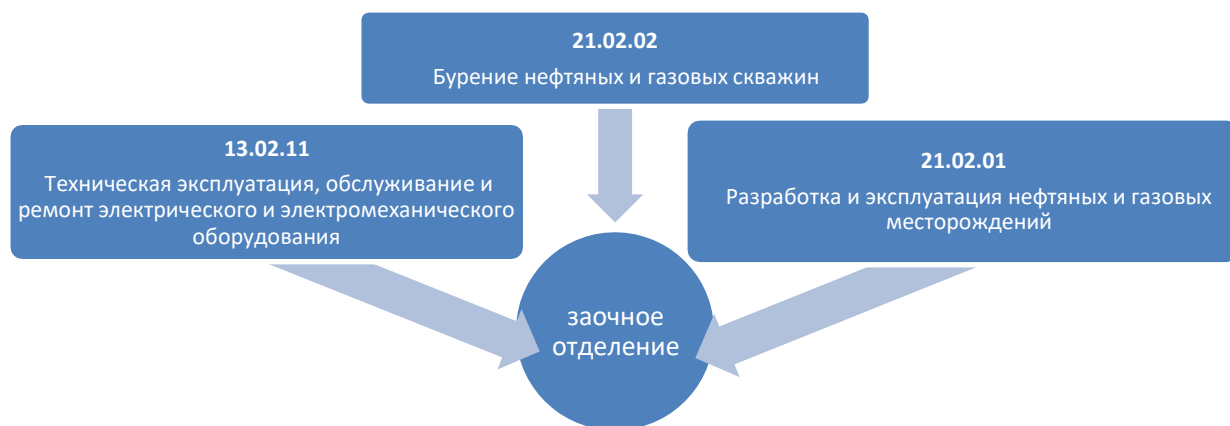 21.02.02
Бурение нефтяных и газовых скважин
13.02.11
Техническая эксплуатация, обслуживание и
ремонт электрического и электромеханического
оборудования
21.02.01
Разработка и эксплуатация нефтяных и газовых
месторождений
заочное
отделение